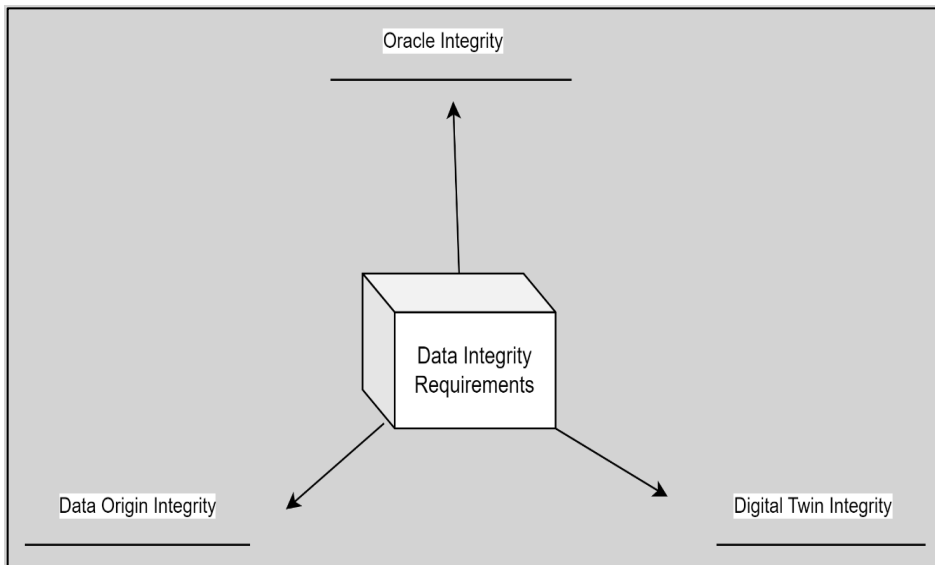 Oracle Integrity
Data Integrity
Requirements
Data Origin Integrity
Digital Twin Integrity